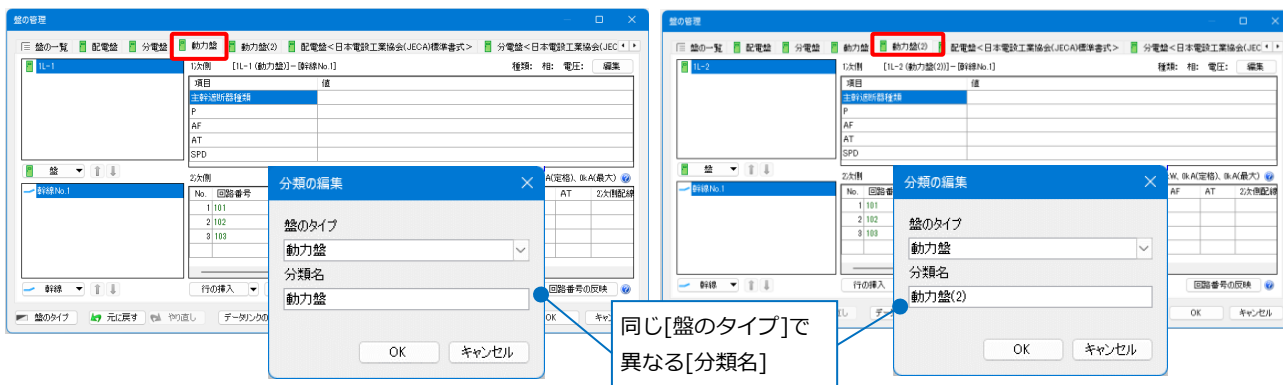 盤の管理
盤の一覧 配電盤 分電盤 動力盤 動力盤(2) 配電盤<日本電設工業協会(JECA)標準書式> 分電盤<日本電設工業協会(JEC
1L-1
1次側 [1L-1 (動力盤)]－[幹線No.1] 種類: 相: 電圧: 編集
項目 値
主幹遮断器種類
P
AF
AT
SPD
盤
2次側 A(定格)、0kA(最大)
幹線No.1
No. 回路番号 AT 2次側配線
1 101
2 102
3 103
幹線 行の挿入 回路番号の反映
盤のタイプ 元に戻す やり直し データリンクの OK キャン
分類の編集
盤のタイプ
動力盤
分類名
動力盤
OK キャンセル
同じ[盤のタイプ]で
異なる[分類名]
盤の管理
盤の一覧 配電盤 分電盤 動力盤 動力盤(2) 配電盤<日本電設工業協会(JECA)標準書式> 分電盤<日本電設工業協会(JEC
1L-2
1次側 [1L-2 (動力盤(2))]－[幹線No.1] 種類: 相: 電圧: 編集
項目 値
主幹遮断器種類
P
AF
AT
SPD
盤
2次側 W、0kA(定格)、0kA(最大)
幹線No.1
No. 回路番 AF AT 2次側配線
1 101
2 102
3 103
幹線 行の挿入 回路番号の反映
OK キャンセル
分類の編集
盤のタイプ
動力盤
分類名
動力盤(2)
OK キャンセル